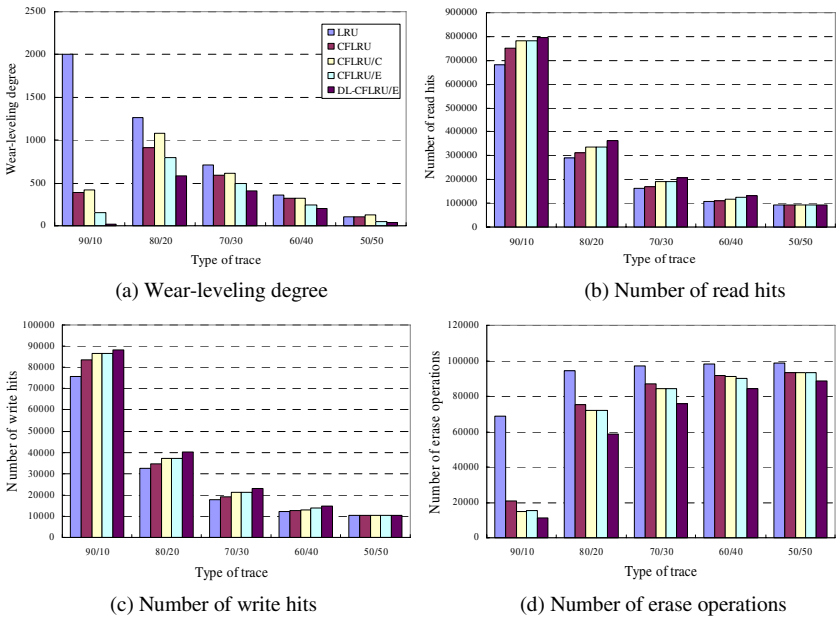 2500
2000
1500
1000
500
0
Wear-leveling degree
LRU
CFLRU
CFLRU/C
CFLRU/E
DL-CFLRU/E
90/10 80/20 70/30 60/40 50/50
Type of trace
(a) Wear-leveling degree
900000
800000
700000
600000
500000
400000
300000
200000
100000
0
Number of read hits
90/10 80/20 70/30 60/40 50/50
Type of trace
(b) Number of read hits
100000
90000
80000
70000
60000
50000
40000
30000
20000
10000
0
Number of write hits
90/10 80/20 70/30 60/40 50/50
Type of trace
(c) Number of write hits
120000
100000
80000
60000
40000
20000
0
Number of erase operations
90/10 80/20 70/30 60/40 50/50
Type of trace
(d) Number of erase operations